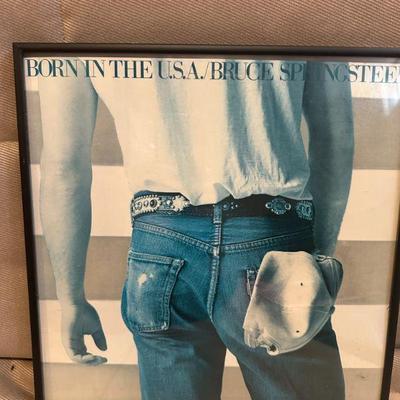 BORN IN THE U.S.A./BRUCE SPRINGSTEE